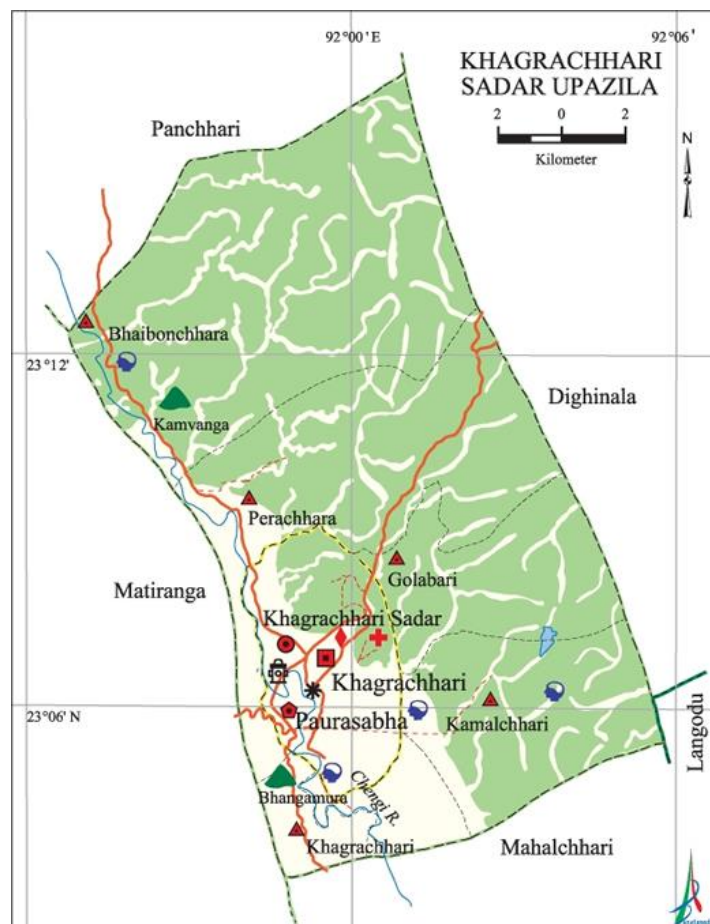 92°00'E
92°06'
KHAGRACHHARI
SADAR UPAZILA
2 0 2
Kilometer
N
Panchhari
Bhaibonchhara
23°12'
Kamvanga
Dighinala
Perachhara
Golabari
Matiranga
Khagrachhari Sadar
Khagrachhari
Kamalchhari
23°06'N
Paurasabha
Langodu
Bhangamura
Chengi R.
Khagrachhari
Mahalchhari